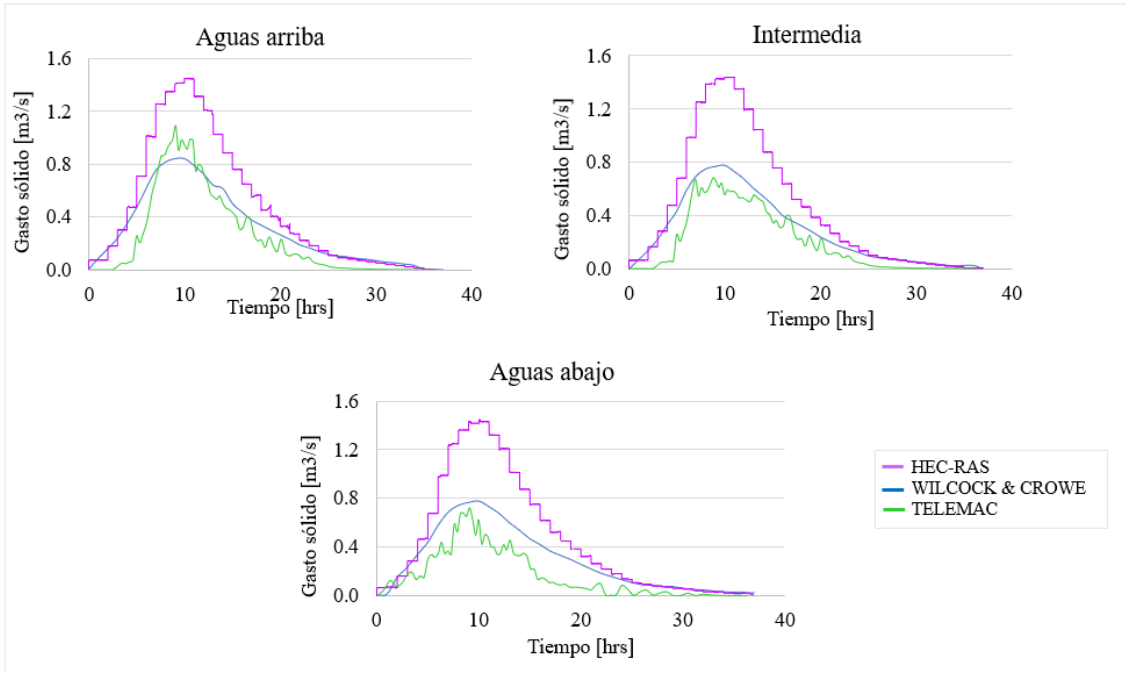 Aguas arriba
Gasto sólido [m3/s]
1.6
1.2
0.8
0.4
0.0
0 10 20 30 40
Tiempo [hrs]
Intermedia
Gasto sólido [m3/s]
1.6
1.2
0.8
0.4
0.0
0 10 20 30 40
Tiempo [hrs]
Aguas abajo
Gasto sólido [m3/s]
1.6
1.2
0.8
0.4
0.0
0 10 20 30 40
Tiempo [hrs]
HEC-RAS
WILCOCK & CROWE
TELEMAC